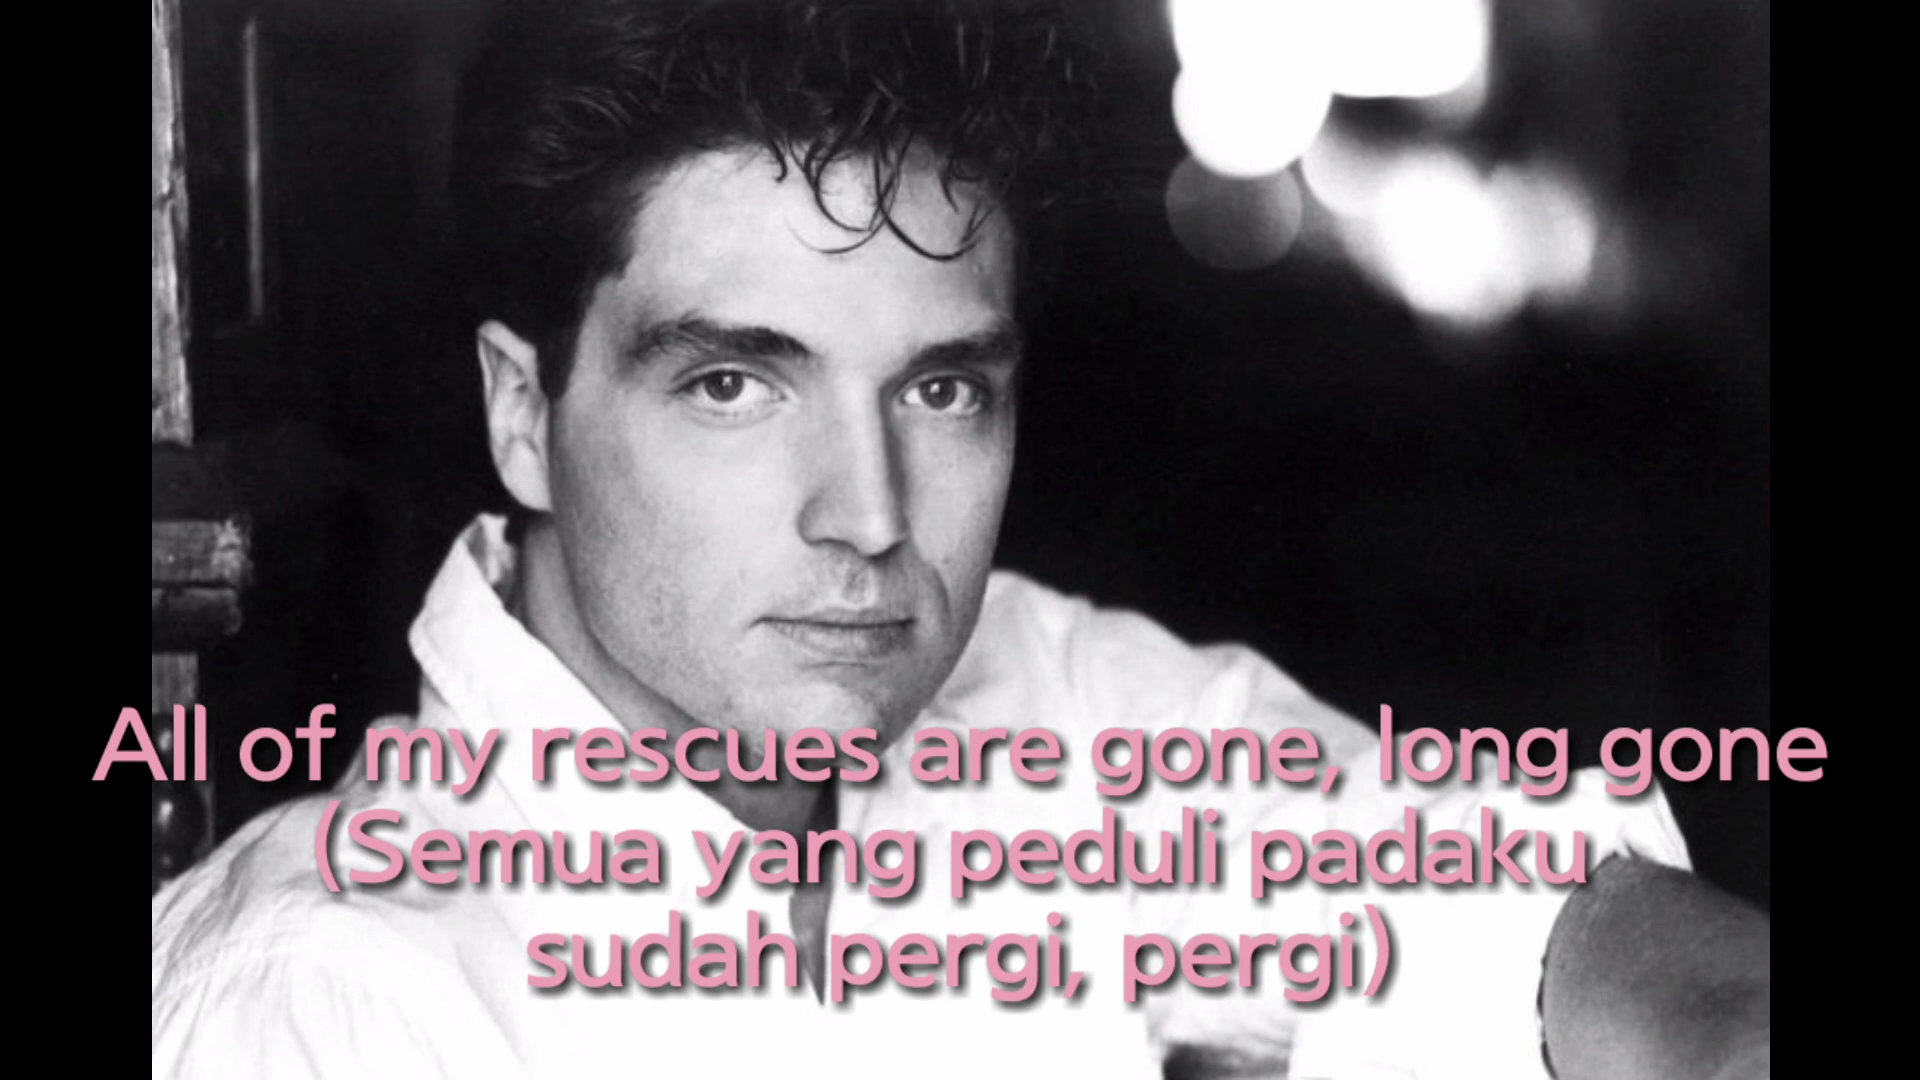 All of my rescues are gone, long gone
(Semua yang peduli padaku
sudah pergi, pergi)